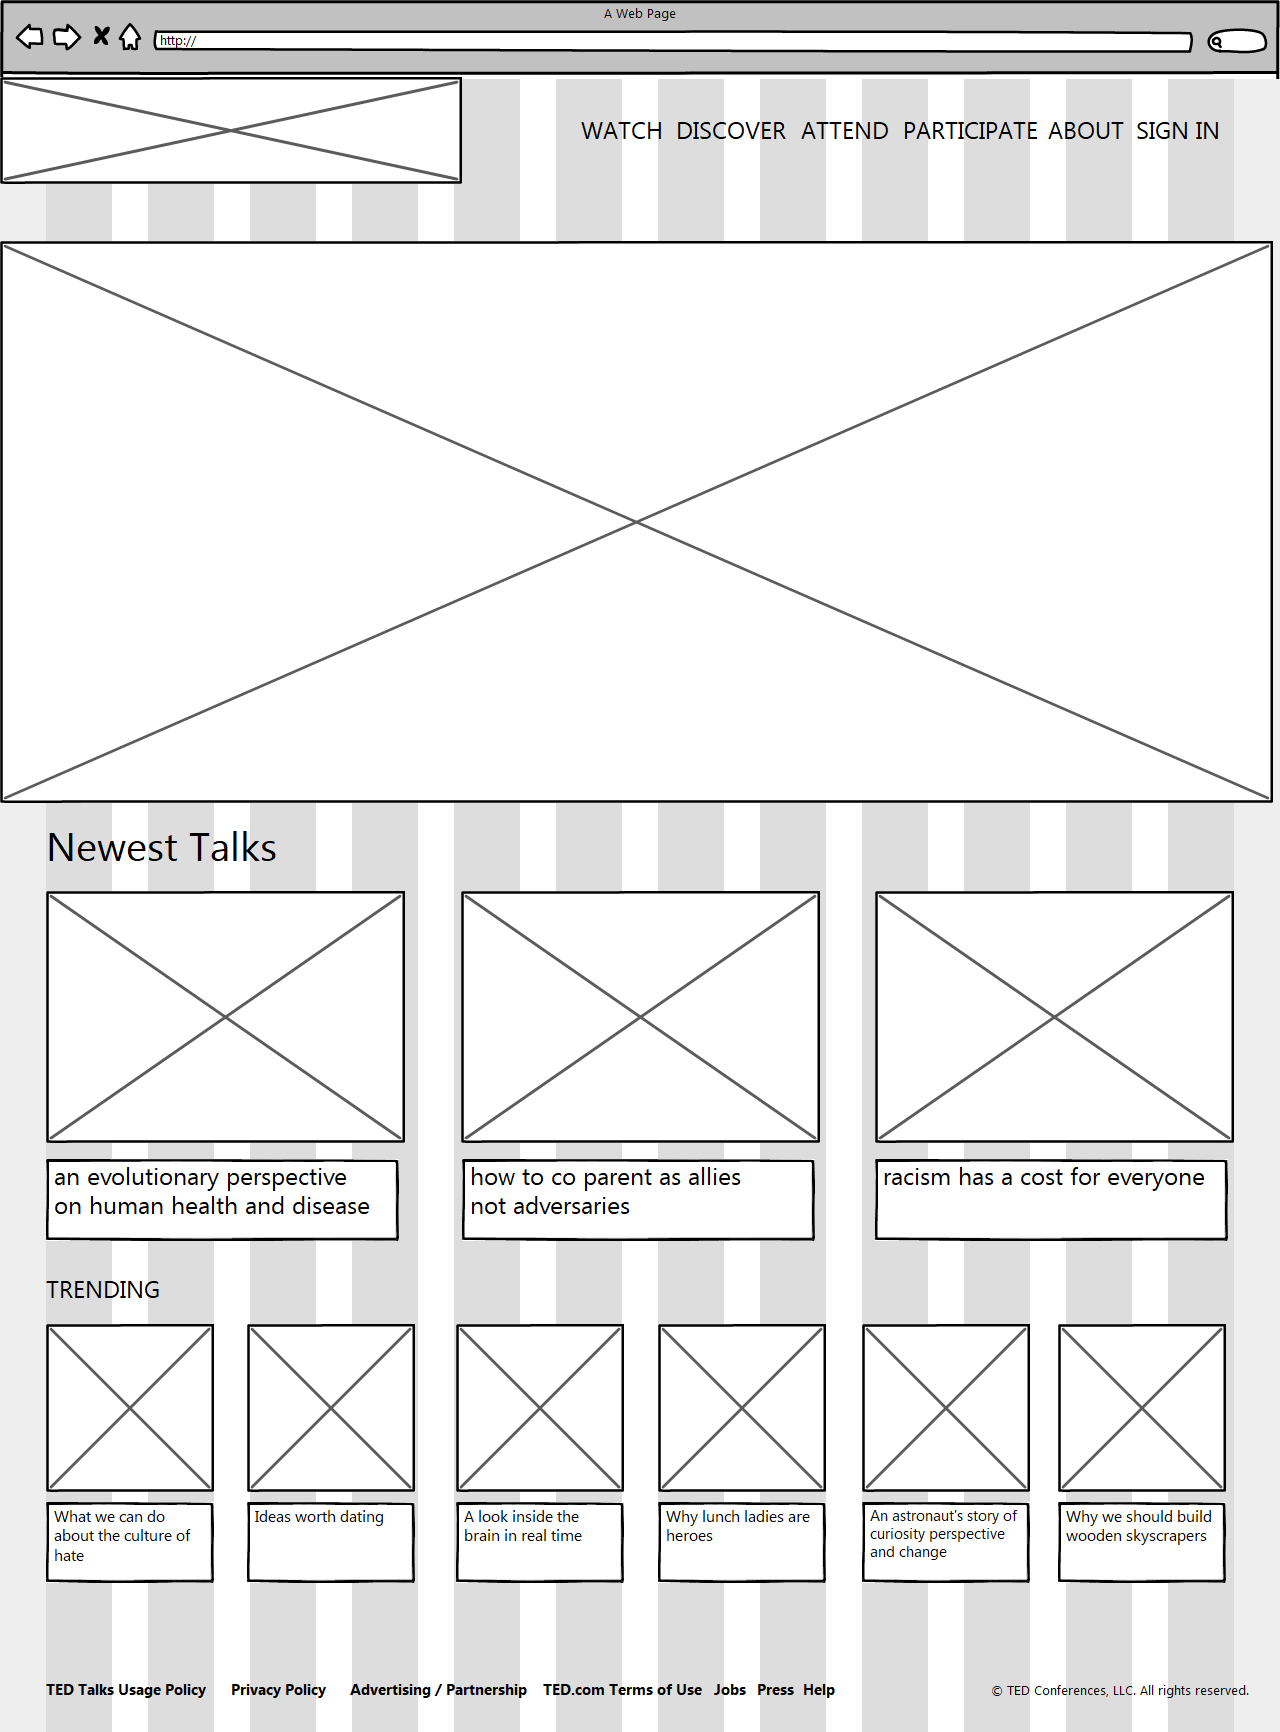 A Web Page
http://
WATCH DISCOVER ATTEND PARTICIPATE ABOUT SIGN IN
Newest Talks
an evolutionary perspective
on human health and disease
how to co parent as allies
not adversaries
racism has a cost for everyone
TRENDING
What we can do
about the culture of
hate
Ideas worth dating
A look inside the
brain in real time
Why lunch ladies are
heroes
An astronaut's story of
curiosity perspective
and change
Why we should build
wooden skyscrapers
TED Talks Usage Policy Privacy Policy Advertising / Partnership TED.com Terms of Use Jobs Press Help
© TED Conferences, LLC. All rights reserved.